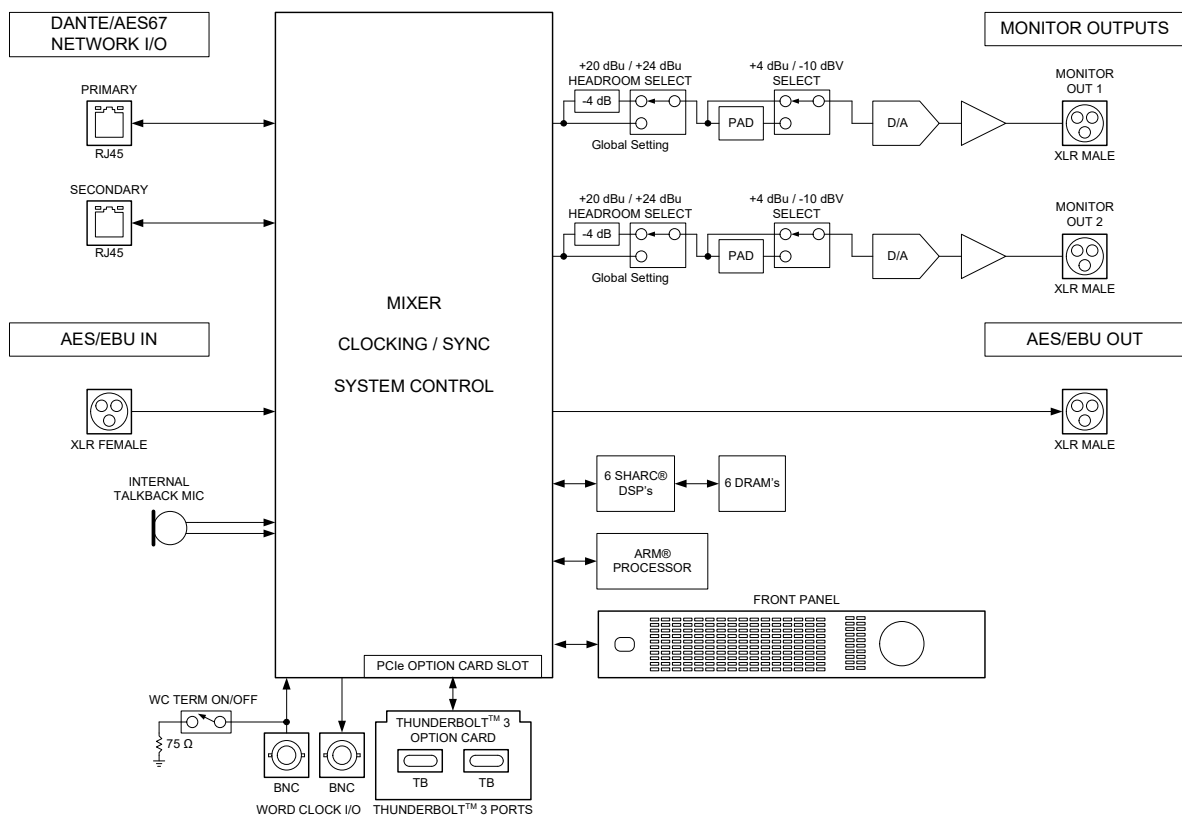 DANTE/AES67
NETWORK I/O
PRIMARY
RJ45
SECONDARY
RJ45
AES/EBU IN
XLR FEMALE
INTERNAL
TALKBACK MIC
MIXER
CLOCKING / SYNC
SYSTEM CONTROL
PCIe OPTION CARD SLOT
MONITOR OUTPUTS
+20 dBu / +24 dBu
HEADROOM SELECT
-4 dB
Global Setting
+4 dBu / -10 dBV
SELECT
PAD
D/A
MONITOR
OUT 1
XLR MALE
+20 dBu / +24 dBu
HEADROOM SELECT
-4 dB
Global Setting
+4 dBu / -10 dBV
SELECT
PAD
D/A
MONITOR
OUT 2
XLR MALE
AES/EBU OUT
XLR MALE
6 SHARC®
DSP's
6 DRAM's
ARM®
PROCESSOR
FRONT PANEL
WC TERM ON/OFF
75 Ω
BNC
BNC
WORD CLOCK I/O
THUNDERBOLT™ 3
OPTION CARD
TB
TB
THUNDERBOLT™ 3 PORTS